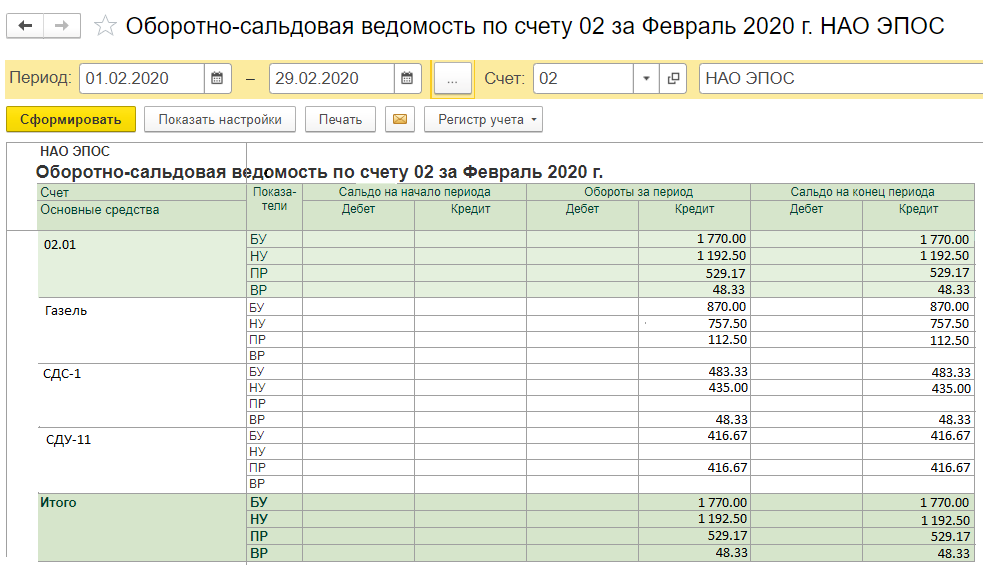 Оборотно-сальдовая ведомость по счету 02 за Февраль 2020 г. НАО ЭПОС
Период: 01.02.2020 – 29.02.2020 ... Счет: 02 НАО ЭПОС
Сформировать Показать настройки Печать Регистр учета
НАО ЭПОС
Оборотно-сальдовая ведомость по счету 02 за Февраль 2020 г.
Счет Показа- Сальдо на начало периода Обороты за период Сальдо на конец периода
Основные средства тели Дебет Кредит Дебет Кредит Дебет Кредит
02.01 БУ 1 770.00 1 770.00
НУ 1 192.50 1 192.50
ПР 529.17 529.17
ВР 48.33 48.33
Газель БУ 870.00 870.00
НУ 757.50 757.50
ПР 112.50 112.50
ВР
СДС-1 БУ 483.33 483.33
НУ 435.00 435.00
ПР
ВР 48.33 48.33
СДУ-11 БУ 416.67 416.67
НУ
ПР 416.67 416.67
ВР
Итого БУ 1 770.00 1 770.00
НУ 1 192.50 1 192.50
ПР 529.17 529.17
ВР 48.33 48.33